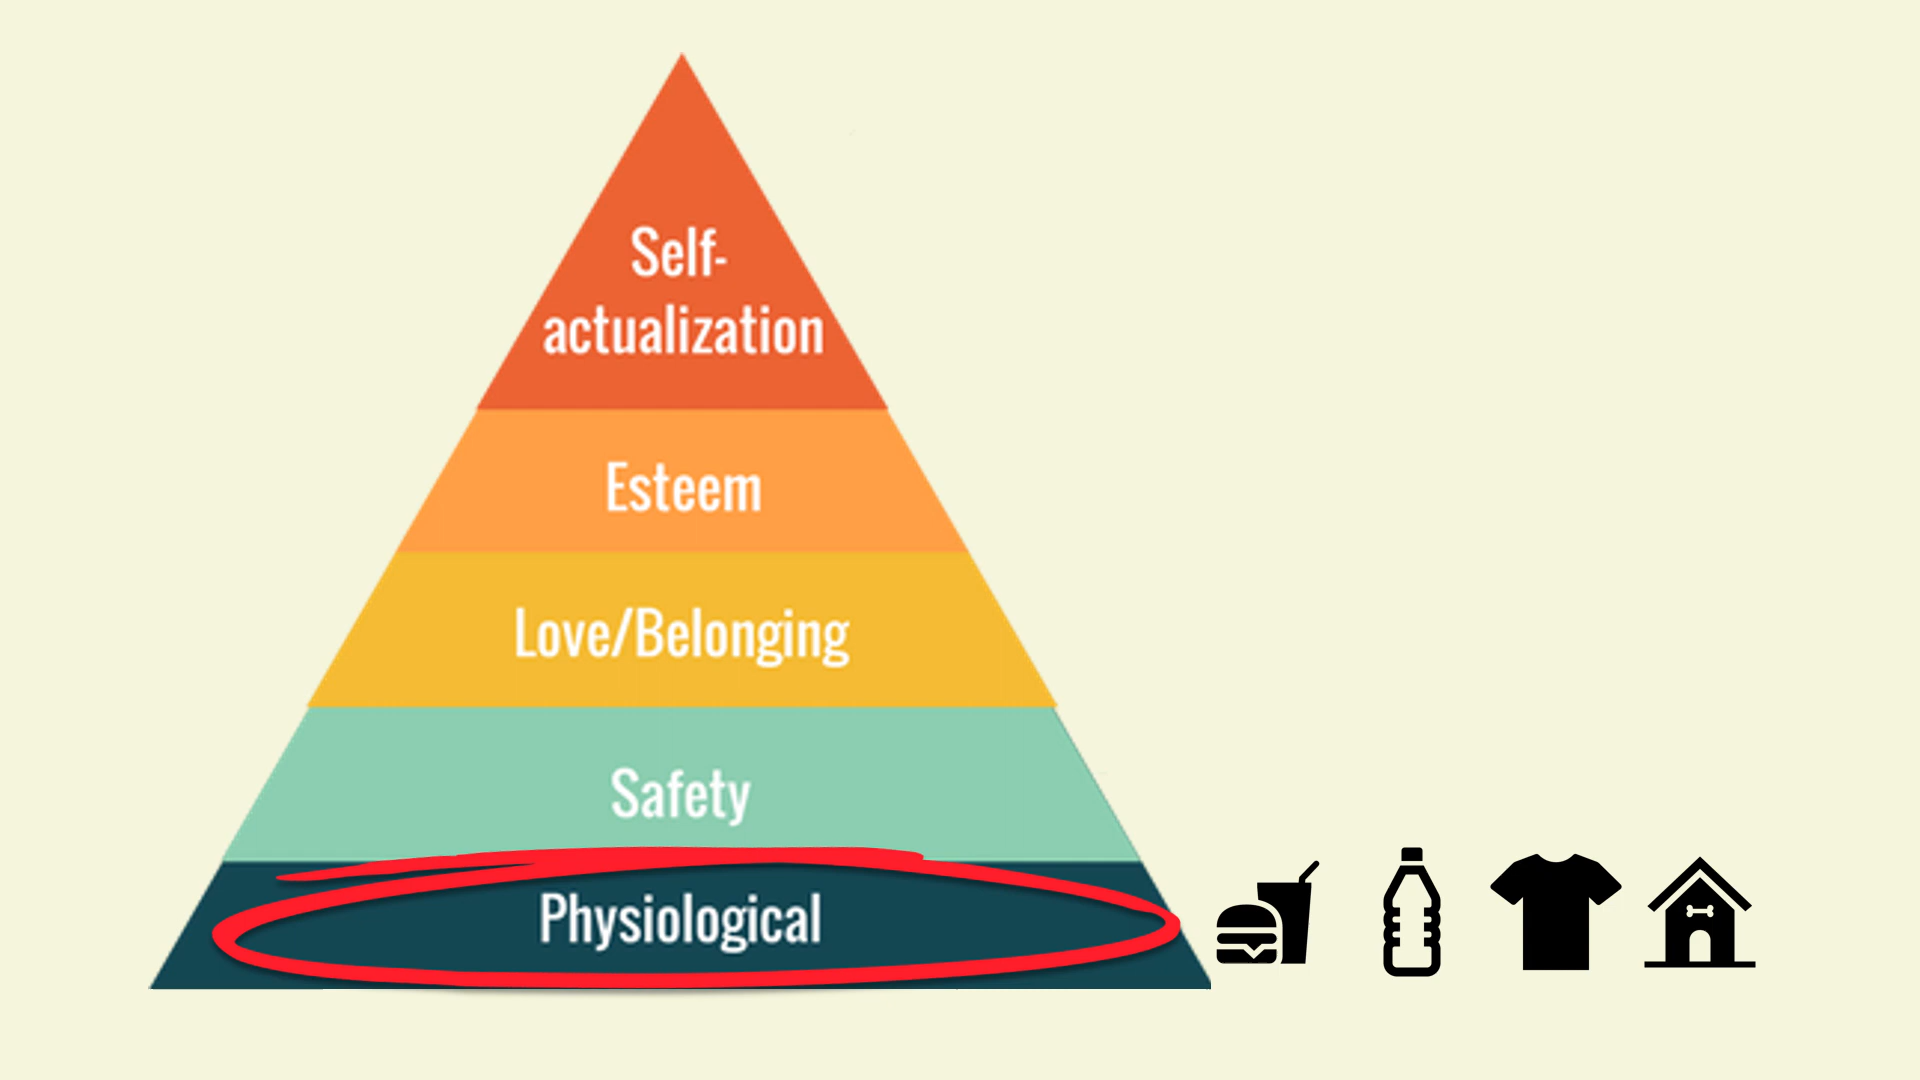 Self-
actualization
Esteem
Love/Belonging
Safety
Physiological